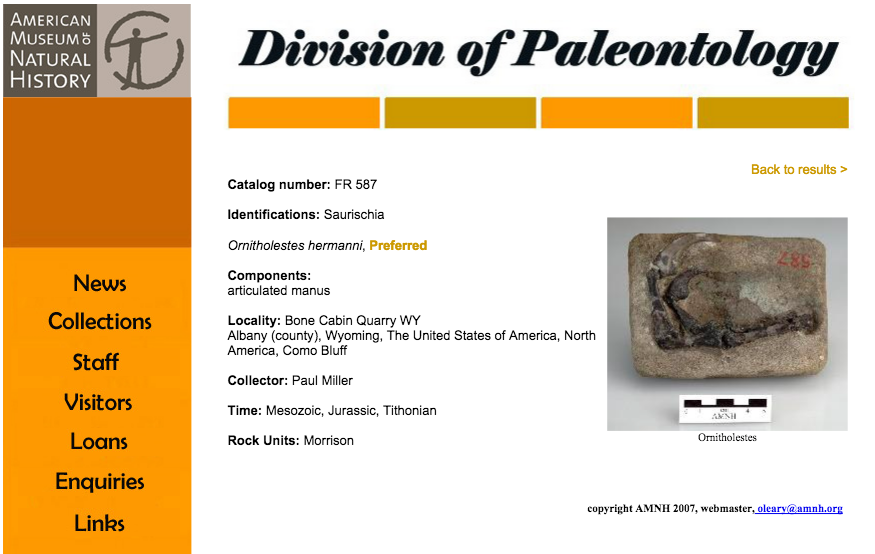 AMERICAN
MUSEUM OF
NATURAL
HISTORY
Division of Paleontology
News
Collections
Staff
Visitors
Loans
Enquiries
Links
Back to results >
Catalog number: FR 587
Identifications: Saurischia
Ornitholestes hermanni, Preferred
Components:
articulated manus
Locality: Bone Cabin Quarry WY
Albany (county), Wyoming, The United States of America, North
America, Como Bluff
Collector: Paul Miller
Time: Mesozoic, Jurassic, Tithonian
Rock Units: Morrison
587
AMNH
Ornitholestes
copyright AMNH 2007, webmaster, oleary@amnh.org